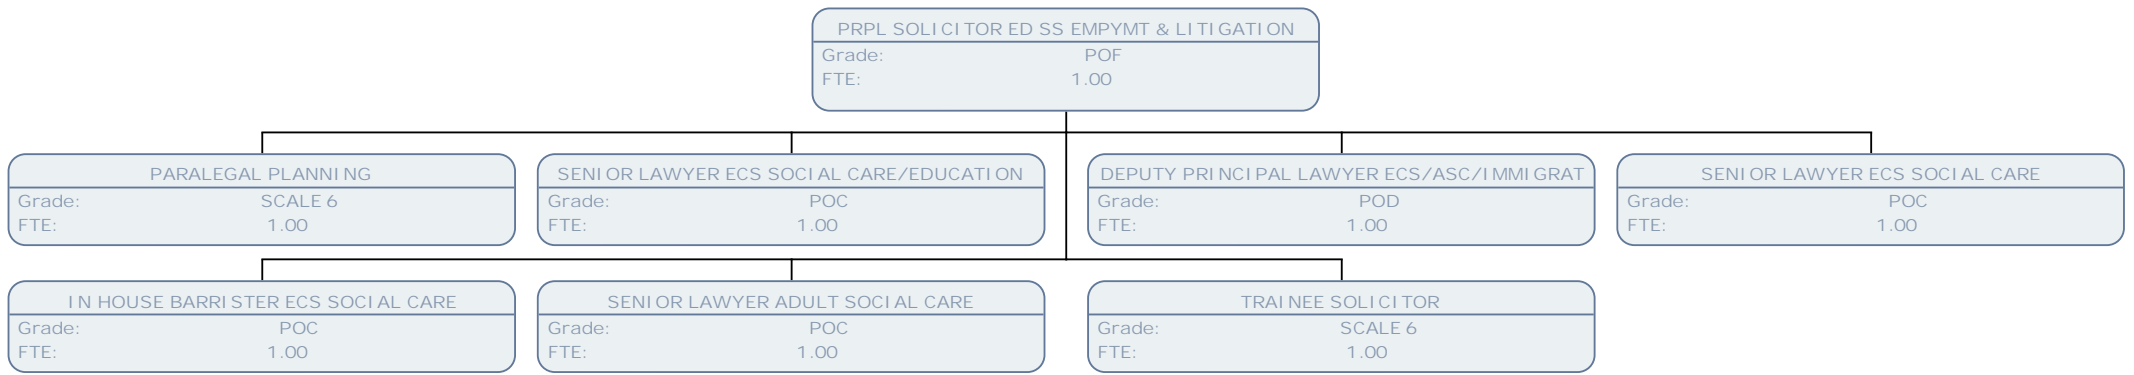 PRPL SOLICITOR ED SS EMPYMT & LITIGATION
Grade: POF
FTE: 1.00
PARALEGAL PLANNING
Grade: SCALE 6
FTE: 1.00
SENIOR LAWYER ECS SOCIAL CARE/EDUCATION
Grade: POC
FTE: 1.00
DEPUTY PRINCIPAL LAWYER ECS/ASC/IMMIGRAT
Grade: POD
FTE: 1.00
SENIOR LAWYER ECS SOCIAL CARE
Grade: POC
FTE: 1.00
IN HOUSE BARRISTER ECS SOCIAL CARE
Grade: POC
FTE: 1.00
SENIOR LAWYER ADULT SOCIAL CARE
Grade: POC
FTE: 1.00
TRAINEE SOLICITOR
Grade: SCALE 6
FTE: 1.00